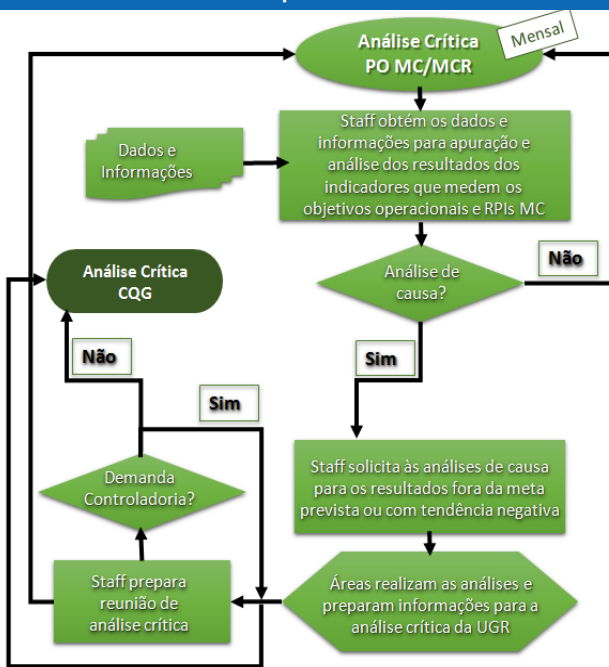 Análise Crítica
PO MC/MCR
Mensal
Staff obtém os dados e
informações para apuração e
análise dos resultados dos
indicadores que medem os
objetivos operacionais e RPIs MC
Dados e
Informações
Análise de
causa?
Não
Análise Crítica
CQG
Não
Sim
Sim
Demanda
Controladoria?
Staff solicita às análises de causa
para os resultados fora da meta
prevista ou com tendência negativa
Staff prepara
reunião de
análise crítica
Áreas realizam as análises e
preparam informações para a
análise crítica da UGR